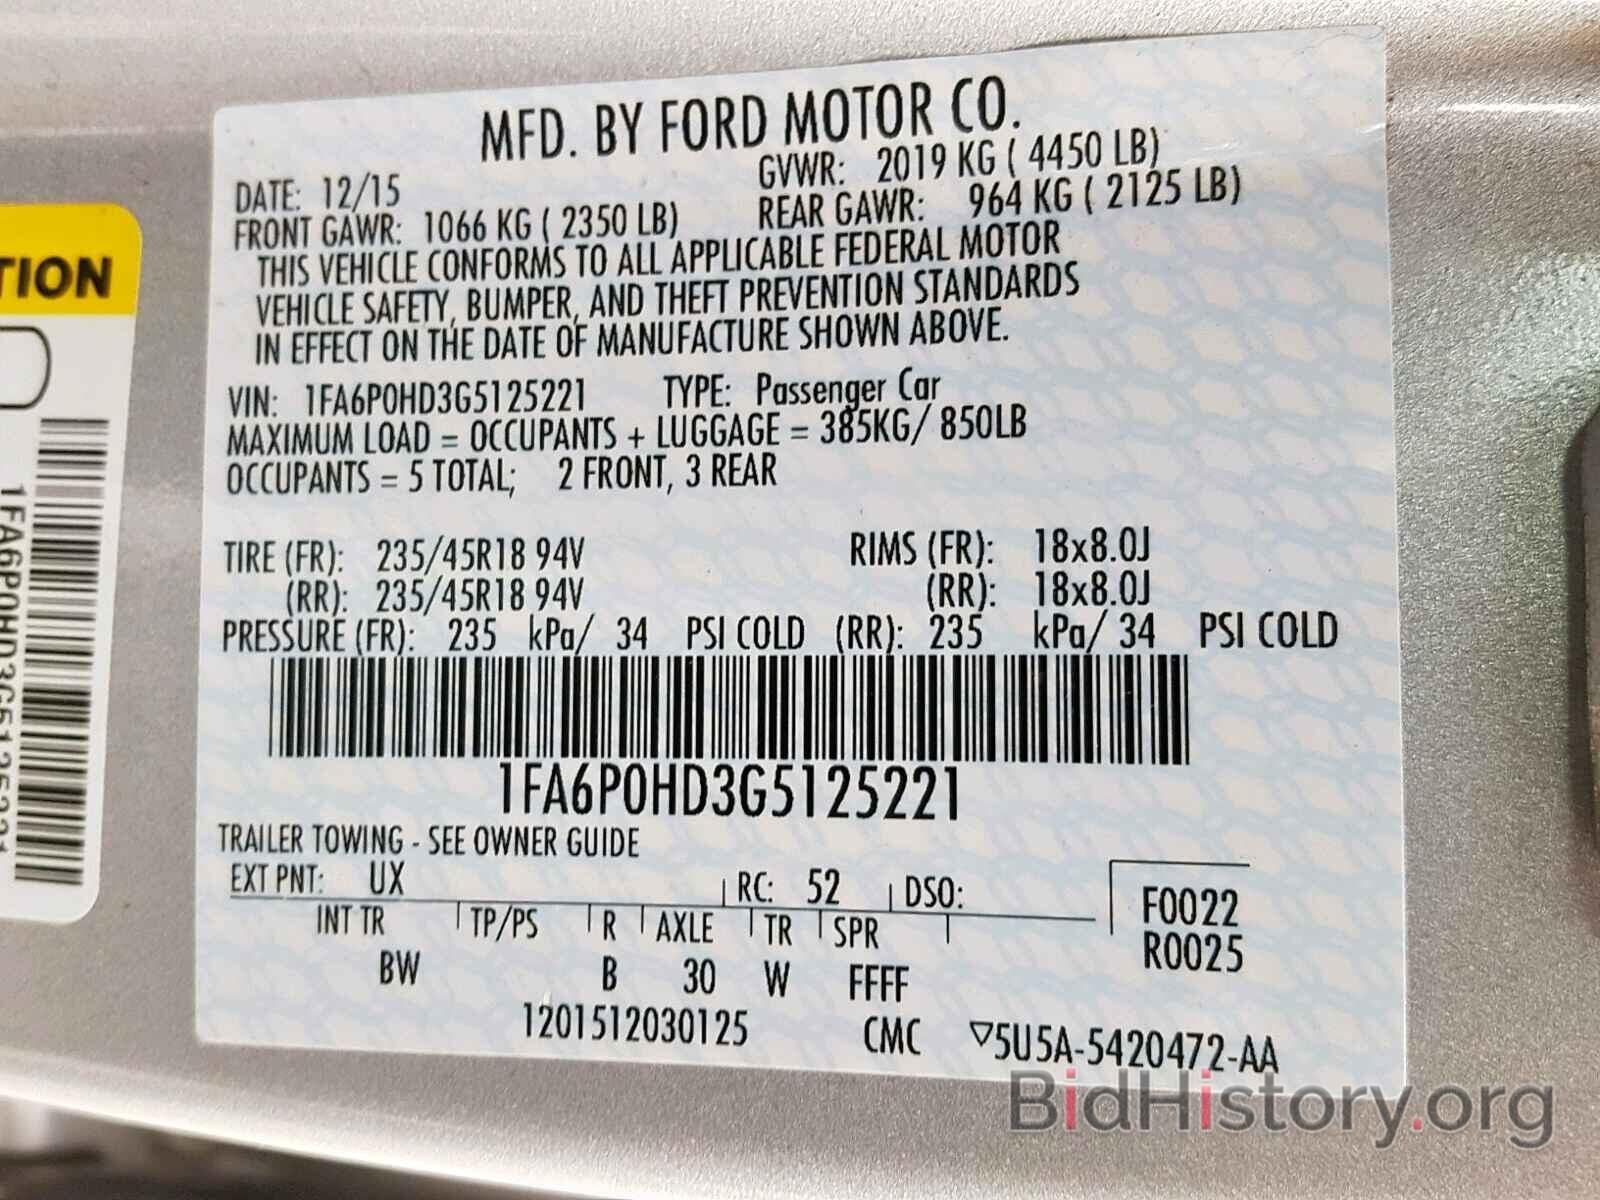 MFD. BY FORD MOTOR CO.
DATE: 12/15 GVWR: 2019 KG ( 4450 LB)
FRONT GAWR: 1066 KG ( 2350 LB) REAR GAWR: 964 KG ( 2125 LB)
THIS VEHICLE CONFORMS TO ALL APPLICABLE FEDERAL MOTOR
VEHICLE SAFETY, BUMPER, AND THEFT PREVENTION STANDARDS
IN EFFECT ON THE DATE OF MANUFACTURE SHOWN ABOVE.
VIN: 1FA6P0HD3G5125221 TYPE: Passenger Car
MAXIMUM LOAD = OCCUPANTS + LUGGAGE = 385KG/ 850LB
OCCUPANTS = 5 TOTAL; 2 FRONT, 3 REAR
TIRE (FR): 235/45R18 94V RIMS (FR): 18x8.0J
(RR): 235/45R18 94V (RR): 18x8.0J
PRESSURE (FR): 235 kPa/ 34 PSI COLD (RR): 235 kPa/ 34 PSI COLD
1FA6P0HD3G5125221
TRAILER TOWING - SEE OWNER GUIDE
EXT PNT: UX RC: 52 DSO:
INT TR TP/PS R AXLE TR SPR
BW B 30 W FFFF
F0022
R0025
1201512030125 CMC ▽5U5A-5420472-AA
TION
1FA6P0HD3G5125221
BidHistory.org